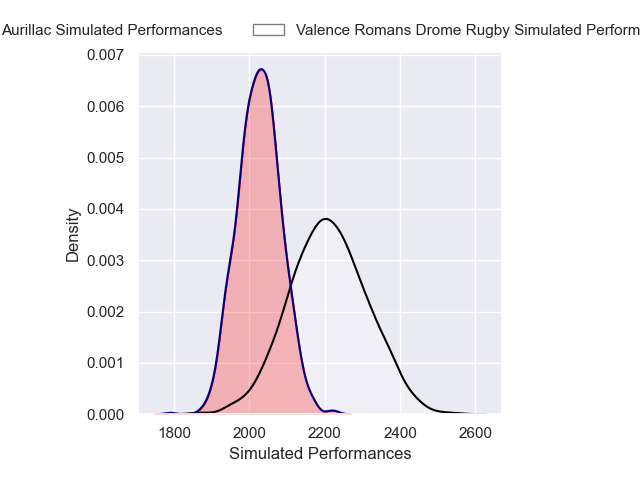 Aurillac Simulated Performances
Valence Romans Drome Rugby Simulated Perform
0.007
0.006
0.005
0.004
0.003
0.002
0.001
0.000
Density
1800 2000 2200 2400 2600
Simulated Performances